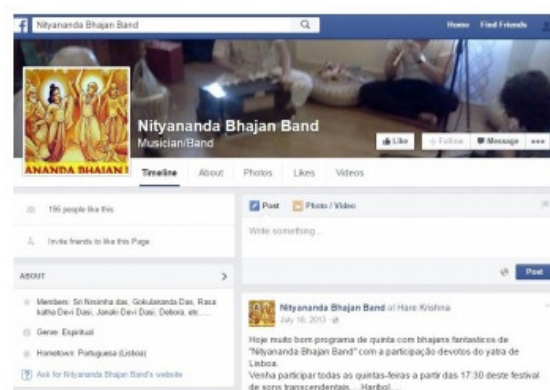 f Nityananda Bhajan Band
Home Find Friends
ANANDA BHAJAN
Nityananda Bhajan Band
Musician/Band
Like Follow Message
Timeline About Photos Likes Videos
196 people like this
Invite friends to like this Page
ABOUT
Members: Sri Nrisimha das, Gokulananda Das, Rasa
katha Devi Dasi, Janaki Devi Dasi, Debora, etc......
Genre: Espiritual
Hometown: Portuguesa (Lisboa)
Ask for Nityananda Bhajan Band's website
Post Photo / Video
Write something...
Post
Nityananda Bhajan Band at Hare Krishna
July 18, 2013
Hoje muito bom programa de quinta com bhajans fantasticos de
"Nityananda Bhajan Band" com a participação devotos do yatra de
Lisboa.
Venha participar todas as quintas-feiras a partir das 17:30 deste festival
de sons transcendentais.... Haribol...